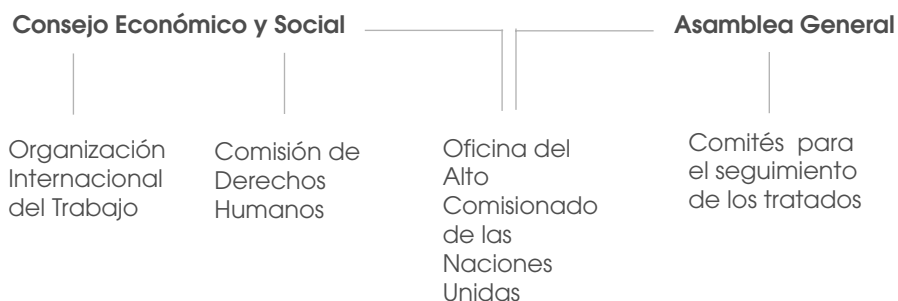 Consejo Económico y Social
Asamblea General
Organización
Internacional
del Trabajo
Comisión de
Derechos
Humanos
Oficina del
Alto
Comisionado
de las
Naciones
Unidas
Comités para
el seguimiento
de los tratados